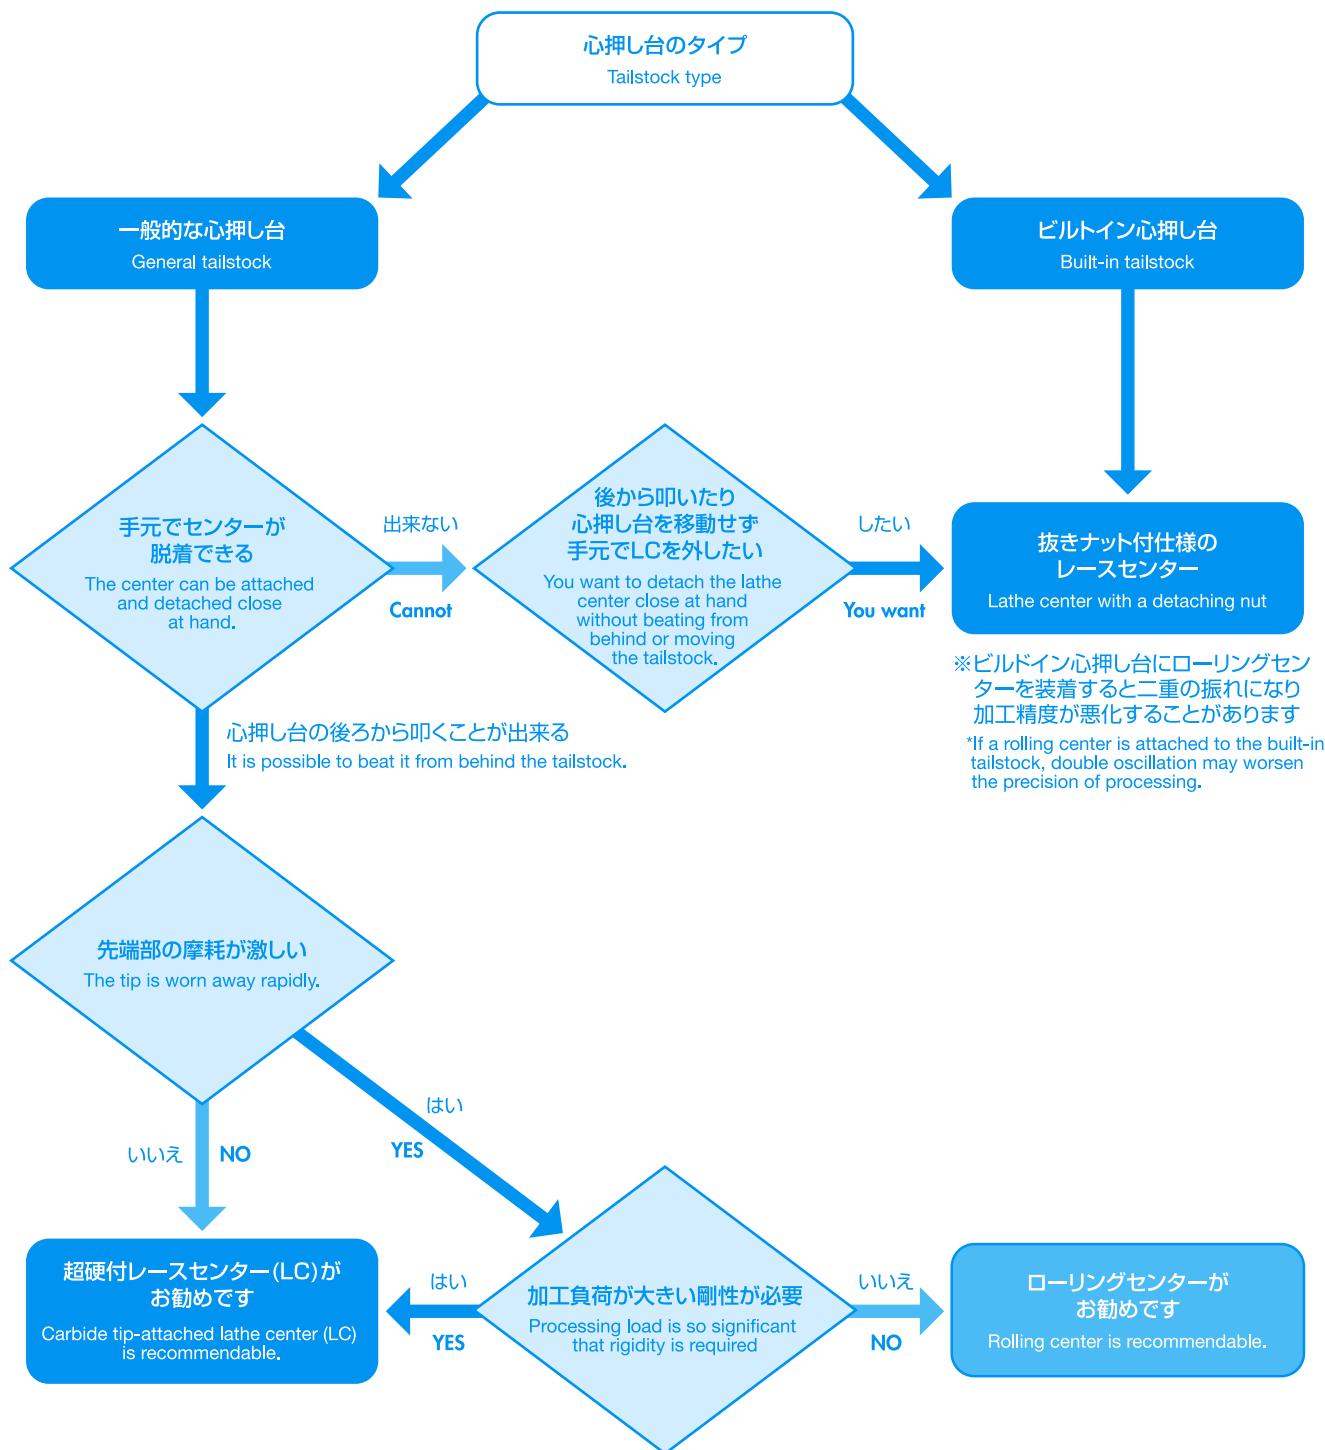 心押し台のタイプ
Tailstock type
一般的な心押し台
General tailstock
ビルトイン心押し台
Built-in tailstock
手元でセンターが
脱着できる
The center can be attached
and detached close
at hand.
出来ない
Cannot
後から叩いたり
心押し台を移動せず
手元でLCを外したい
You want to detach the lathe
center close at hand
without beating from
behind or moving
the tailstock.
したい
You want
抜きナット付仕様の
レースセンター
Lathe center with a detaching nut
※ビルドイン心押し台にローリングセン
ターを装着すると二重の振れになり
加工精度が悪化することがあります
*If a rolling center is attached to the built-in
tailstock, double oscillation may worsen
the precision of processing.
心押し台の後ろから叩くことが出来る
It is possible to beat it from behind the tailstock.
先端部の摩耗が激しい
The tip is worn away rapidly.
はい
YES
いいえ NO
超硬付レースセンター(LC)が
お勧めです
Carbide tip-attached lathe center (LC)
is recommendable.
はい
YES
加工負荷が大きい剛性が必要
Processing load is so significant
that rigidity is required
いいえ
NO
ローリングセンターが
お勧めです
Rolling center is recommendable.